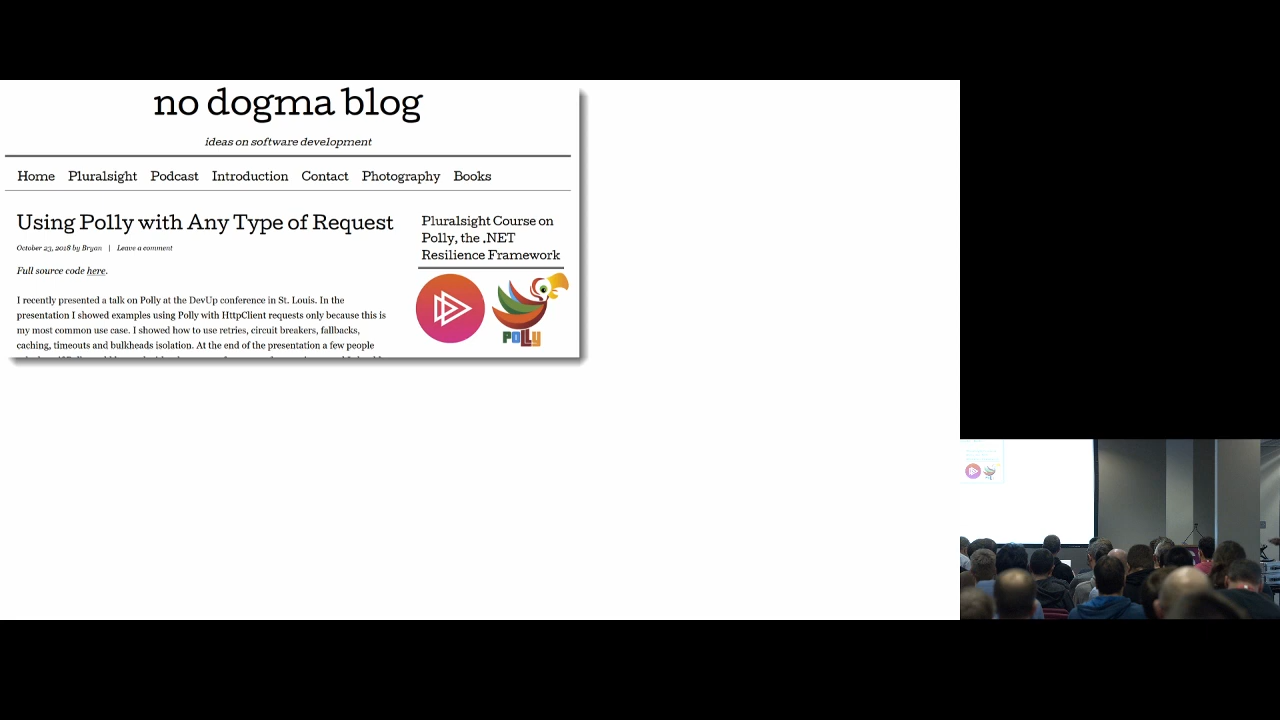 no dogma blog
ideas on software development
Home Pluralsight Podcast Introduction Contact Photography Books
Using Polly with Any Type of Request
October 23, 2018 by Bryan | Leave a comment
Full source code here.
I recently presented a talk on Polly at the DevUp conference in St. Louis. In the
presentation I showed examples using Polly with HttpClient requests only because this is
my most common use case. I showed how to use retries, circuit breakers, fallbacks,
caching, timeouts and bulkheads isolation. At the end of the presentation a few people
Pluralsight Course on
Polly, the .NET
Resilience Framework
POLLY